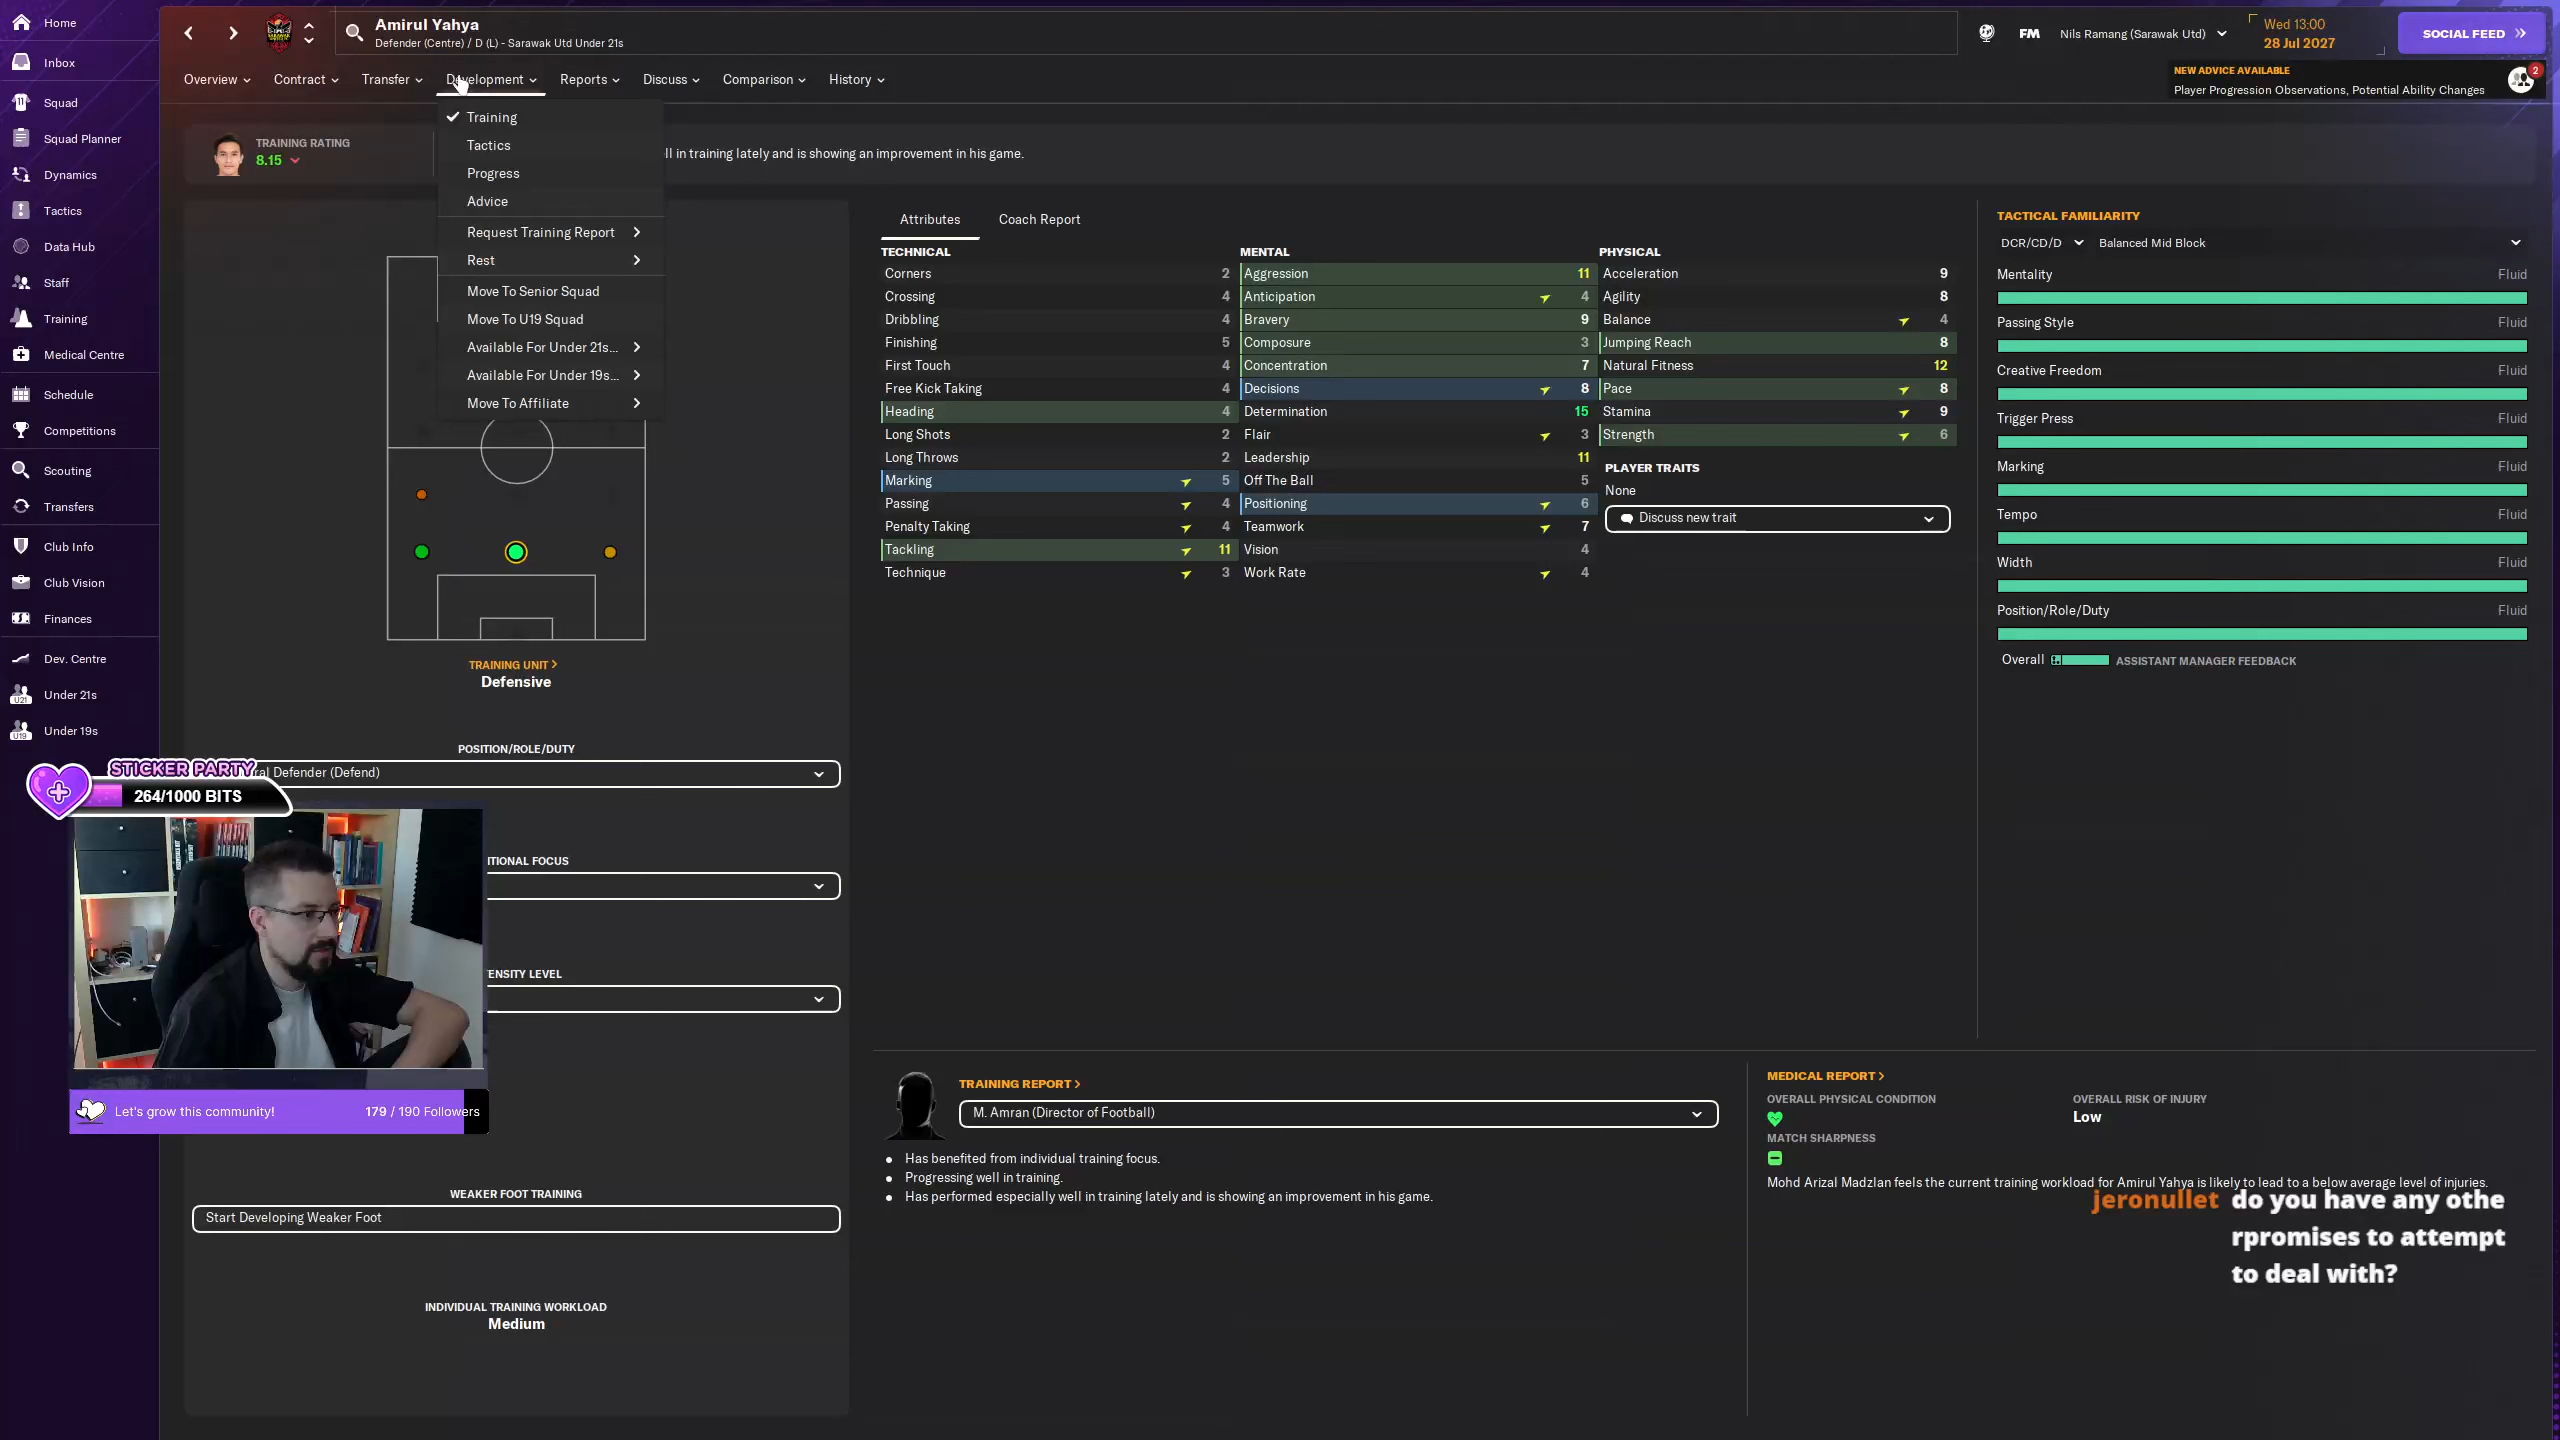 Home
Inbox
Squad
Squad Planner
Dynamics
Tactics
Data Hub
Staff
Training
Medical Centre
Schedule
Competitions
Scouting
Transfers
Club Info
Club Vision
Finances
Dev. Centre
Under 21s
Under 19s
Amirul Yahya
Defender (Centre) / D (L) - Sarawak Utd Under 21s
FM
Nils Ramang (Sarawak Utd)
Wed 13:00
28 Jul 2027
SOCIAL FEED
Overview
Contract
Transfer
Development
Reports
Discuss
Comparison
History
NEW ADVICE AVAILABLE
Player Progression Observations, Potential Ability Changes
2
TRAINING RATING
8.15
ll in training lately and is showing an improvement in his game.
Training
Tactics
Progress
Advice
Request Training Report
Rest
Move To Senior Squad
Move To U19 Squad
Available For Under 21s...
Available For Under 19s...
Move To Affiliate
TRAINING UNIT
Defensive
POSITION/ROLE/DUTY
ral Defender (Defend)
ITIONAL FOCUS
ENSITY LEVEL
WEAKER FOOT TRAINING
Start Developing Weaker Foot
INDIVIDUAL TRAINING WORKLOAD
Medium
STICKER PARTY
264/1000 BITS
Let's grow this community! 179 / 190 Followers
Attributes
Coach Report
TECHNICAL
Corners 2
Crossing 4
Dribbling 4
Finishing 5
First Touch 4
Free Kick Taking 4
Heading 4
Long Shots 2
Long Throws 2
Marking 5
Passing 4
Penalty Taking 4
Tackling 11
Technique 3
MENTAL
Aggression 11
Anticipation 4
Bravery 9
Composure 3
Concentration 7
Decisions 8
Determination 15
Flair 3
Leadership 11
Off The Ball 5
Positioning 6
Teamwork 7
Vision 4
Work Rate 4
PHYSICAL
Acceleration 9
Agility 8
Balance 4
Jumping Reach 8
Natural Fitness 12
Pace 8
Stamina 9
Strength 6
PLAYER TRAITS
None
Discuss new trait
TACTICAL FAMILIARITY
DCR/CD/D
Balanced Mid Block
Mentality Fluid
Passing Style Fluid
Creative Freedom Fluid
Trigger Press Fluid
Marking Fluid
Tempo Fluid
Width Fluid
Position/Role/Duty Fluid
Overall
ASSISTANT MANAGER FEEDBACK
TRAINING REPORT
M. Amran (Director of Football)
Has benefited from individual training focus.
Progressing well in training.
Has performed especially well in training lately and is showing an improvement in his game.
MEDICAL REPORT
OVERALL PHYSICAL CONDITION
OVERALL RISK OF INJURY
Low
MATCH SHARPNESS
Mohd Arizal Madzlan feels the current training workload for Amirul Yahya is likely to lead to a below average level of injuries.
jeronullet do you have any othe
rpromises to attempt
to deal with?